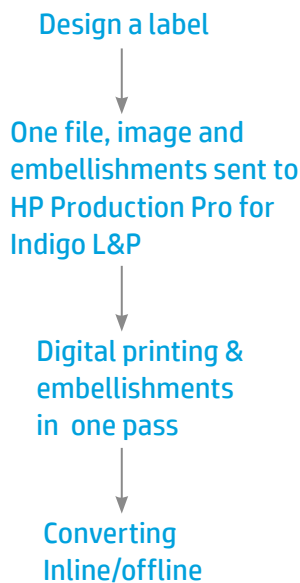 Design a label
One file, image and
embellishments sent to
HP Production Pro for
Indigo L&P
Digital printing &
embellishments
in one pass
Converting
Inline/offline